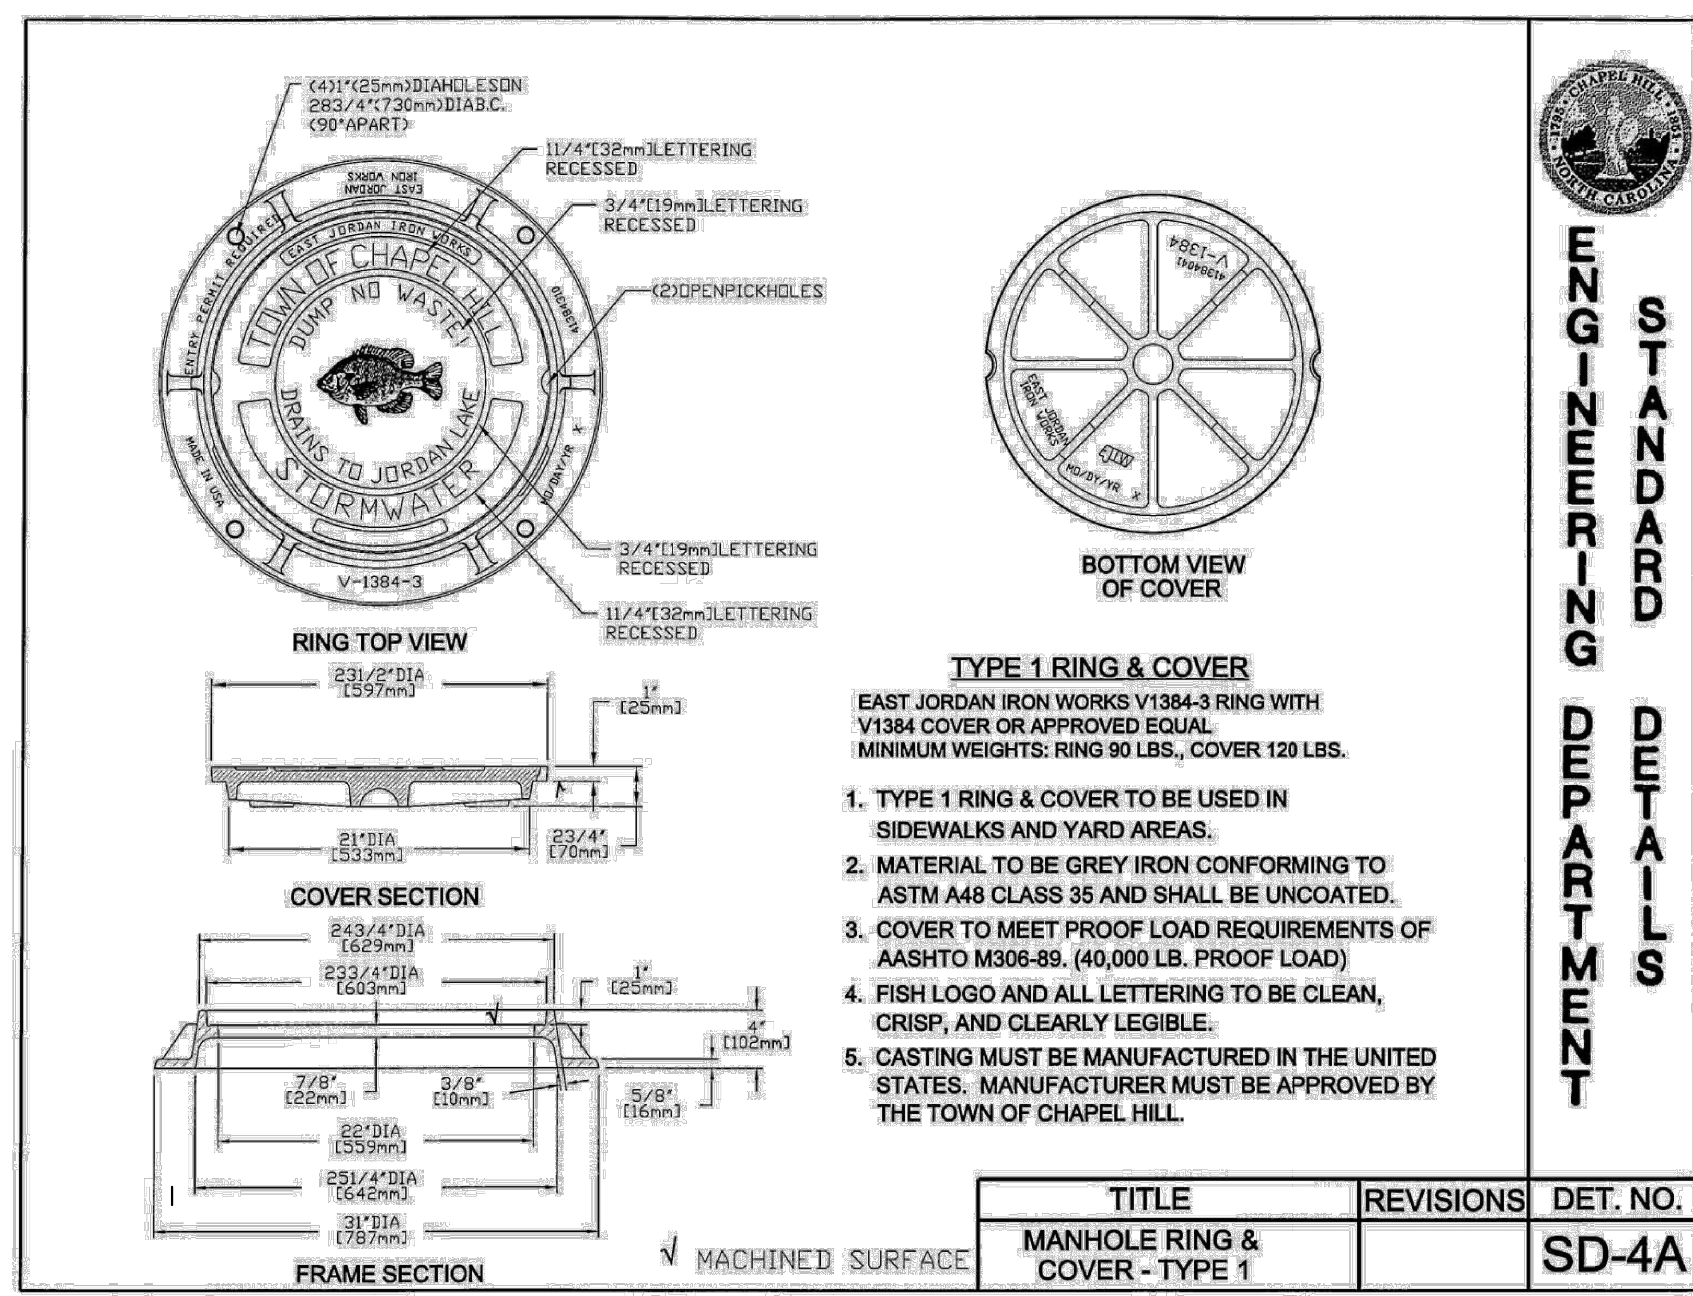 (4)1"(25mm)DIAHOLESON
283/4"(730mm)DIAB.C.
(90°APART)
11/4"[32mm]LETTERING
RECESSED
3/4"[19mm]LETTERING
RECESSED
(2)OPENPICKHOLES
3/4"[19mm]LETTERING
RECESSED
11/4"[32mm]LETTERING
RECESSED
EAST JORDAN
IRON WORKS
ENTRY PERMIT REQUIRED
EAST JORDAN IRON WORKS
TOWN OF CHAPEL HILL
DUMP NO WASTE!
DRAINS TO JORDAN LAKE
STORMWATER
41384310
MADE IN USA
MO/DAY/YR X
V-1384-3
RING TOP VIEW
V-1384
41384041
EAST JORDAN
IRON WORKS
EJIW
MO/DY/YR X
BOTTOM VIEW
OF COVER
231/2"DIA
[597mm]
1"
[25mm]
21"DIA
[533mm]
23/4"
[70mm]
COVER SECTION
243/4"DIA
[629mm]
233/4"DIA
[603mm]
1"
[25mm]
4"
[102mm]
7/8"
[22mm]
3/8"
[10mm]
5/8"
[16mm]
22"DIA
[559mm]
251/4"DIA
[642mm]
31"DIA
[787mm]
FRAME SECTION
√ MACHINED SURFACE
TYPE 1 RING & COVER
EAST JORDAN IRON WORKS V1384-3 RING WITH
V1384 COVER OR APPROVED EQUAL
MINIMUM WEIGHTS: RING 90 LBS., COVER 120 LBS.
1. TYPE 1 RING & COVER TO BE USED IN
SIDEWALKS AND YARD AREAS.
2. MATERIAL TO BE GREY IRON CONFORMING TO
ASTM A48 CLASS 35 AND SHALL BE UNCOATED.
3. COVER TO MEET PROOF LOAD REQUIREMENTS OF
AASHTO M306-89. (40,000 LB. PROOF LOAD)
4. FISH LOGO AND ALL LETTERING TO BE CLEAN,
CRISP, AND CLEARLY LEGIBLE.
5. CASTING MUST BE MANUFACTURED IN THE UNITED
STATES. MANUFACTURER MUST BE APPROVED BY
THE TOWN OF CHAPEL HILL.
CHAPEL HILL
1793 1851
NORTH CAROLINA
ENGINEERING DEPARTMENT
STANDARD DETAILS
TITLE
MANHOLE RING &
COVER - TYPE 1
REVISIONS
DET. NO.
SD-4A